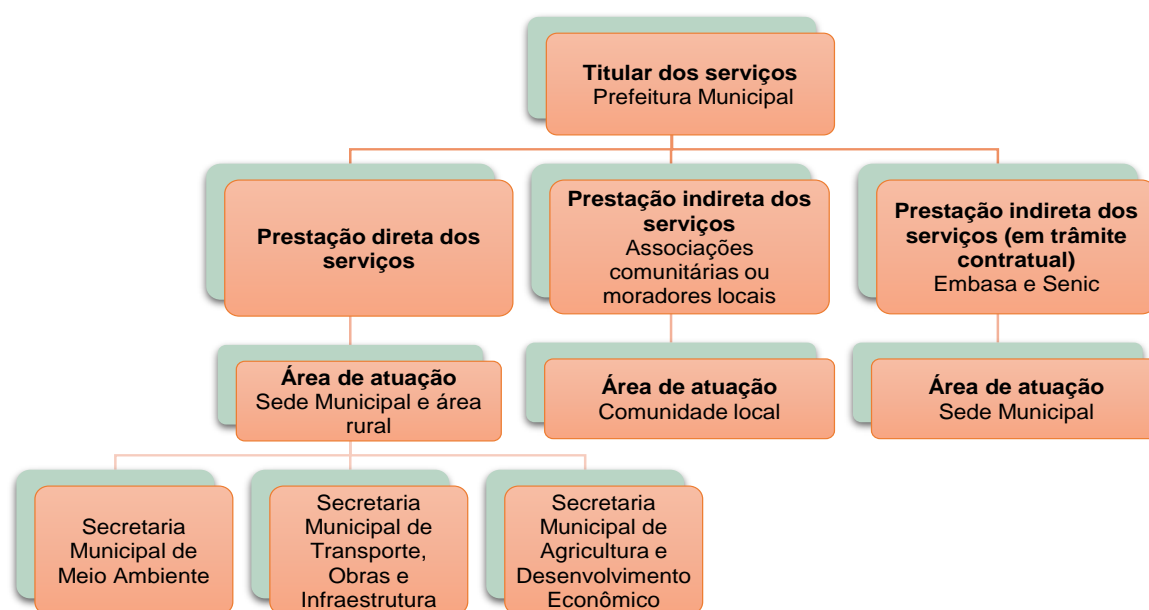 Titular dos serviços
Prefeitura Municipal
Prestação direta dos
serviços
Prestação indireta dos
serviços
Associações
comunitárias ou
moradores locais
Prestação indireta dos
serviços (em trâmite
contratual)
Embasa e Senic
Área de atuação
Sede Municipal e área
rural
Área de atuação
Comunidade local
Área de atuação
Sede Municipal
Secretaria
Municipal de
Meio Ambiente
Secretaria
Municipal de
Transporte,
Obras e
Infraestrutura
Secretaria
Municipal de
Agricultura e
Desenvolvimento
Econômico